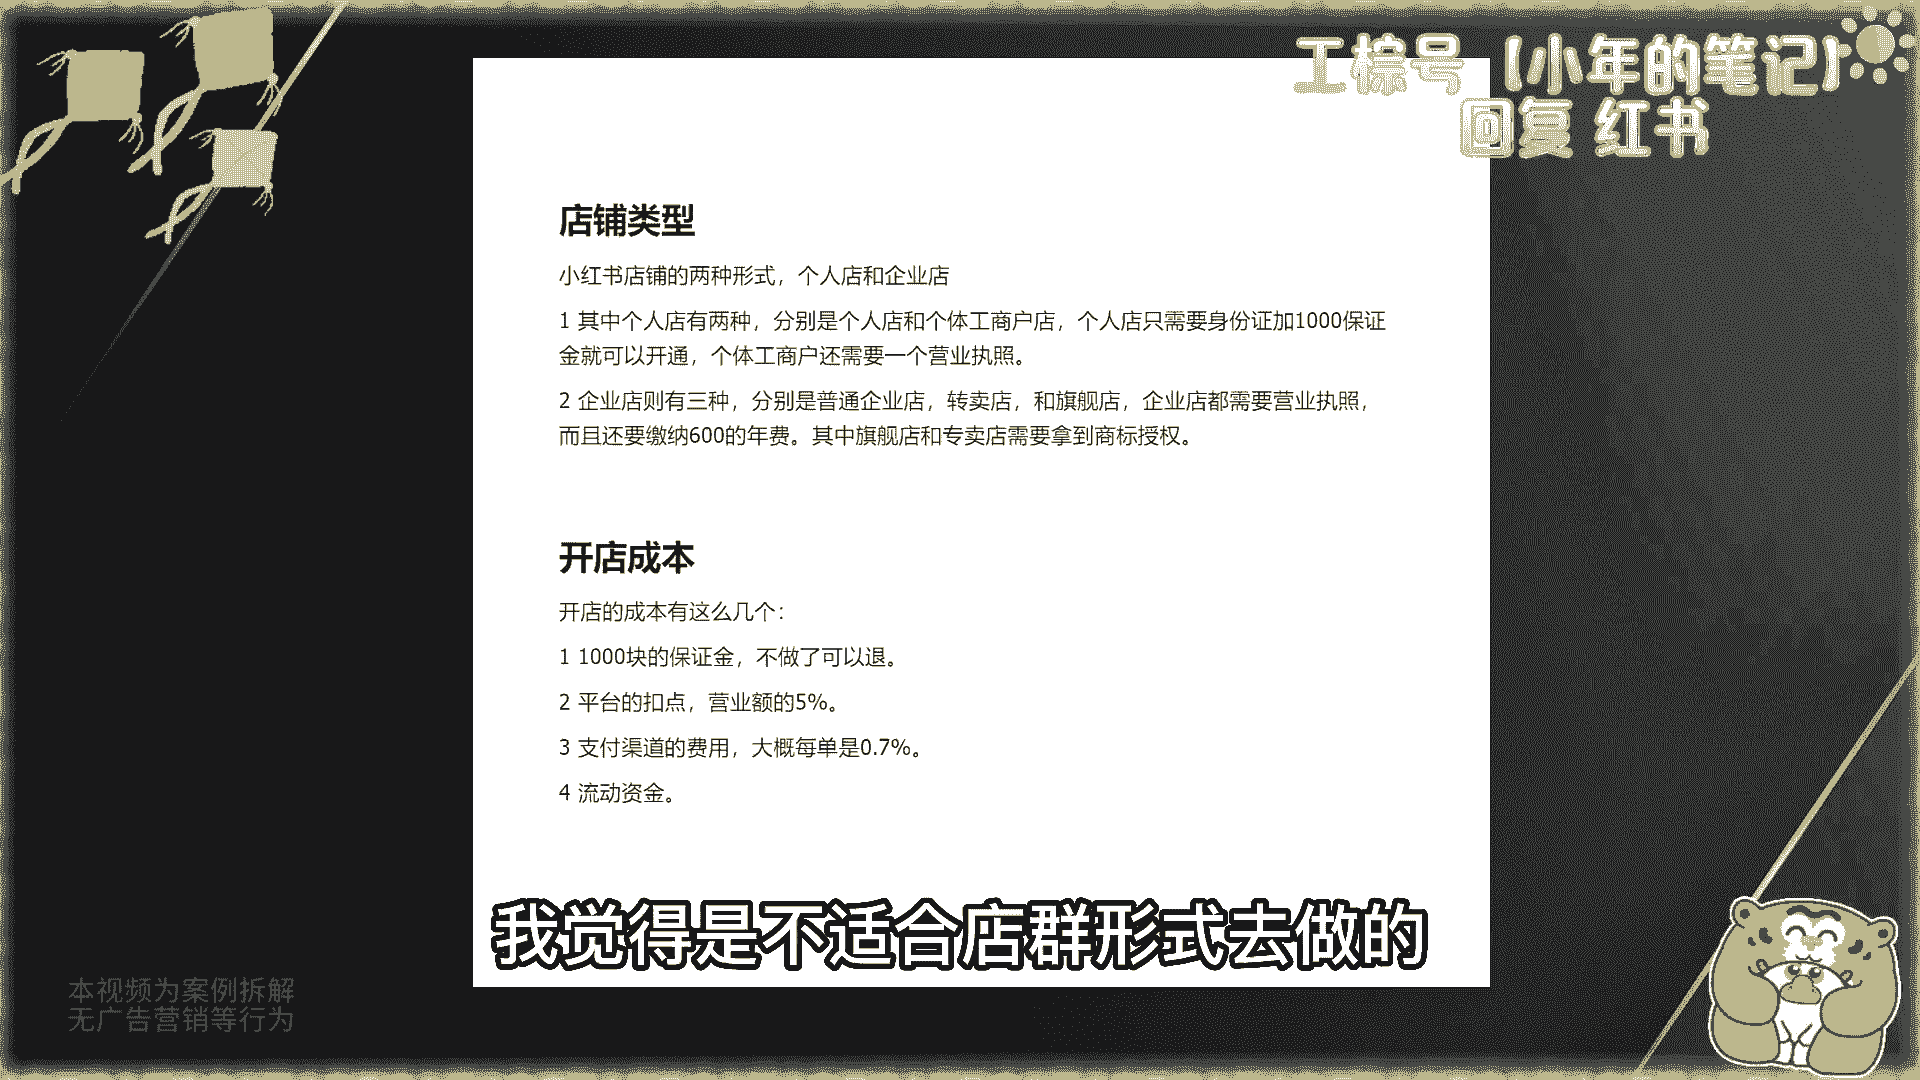 工棕号【小年的笔记】
回复 红书
店铺类型
小红书店铺的两种形式，个人店和企业店
1 其中个人店有两种，分别是个人店和个体工商户店，个人店只需要身份证加1000保证
金就可以开通，个体工商户还需要一个营业执照。
2 企业店则有三种，分别是普通企业店，转卖店，和旗舰店，企业店都需要营业执照，
而且还要缴纳600的年费。其中旗舰店和专卖店需要拿到商标授权。
开店成本
开店的成本有这么几个：
1 1000块的保证金，不做了可以退。
2 平台的扣点，营业额的5%。
3 支付渠道的费用，大概每单是0.7%。
4 流动资金。
我觉得是不适合店群形式去做的
本视频为案例拆解
无广告营销等行为